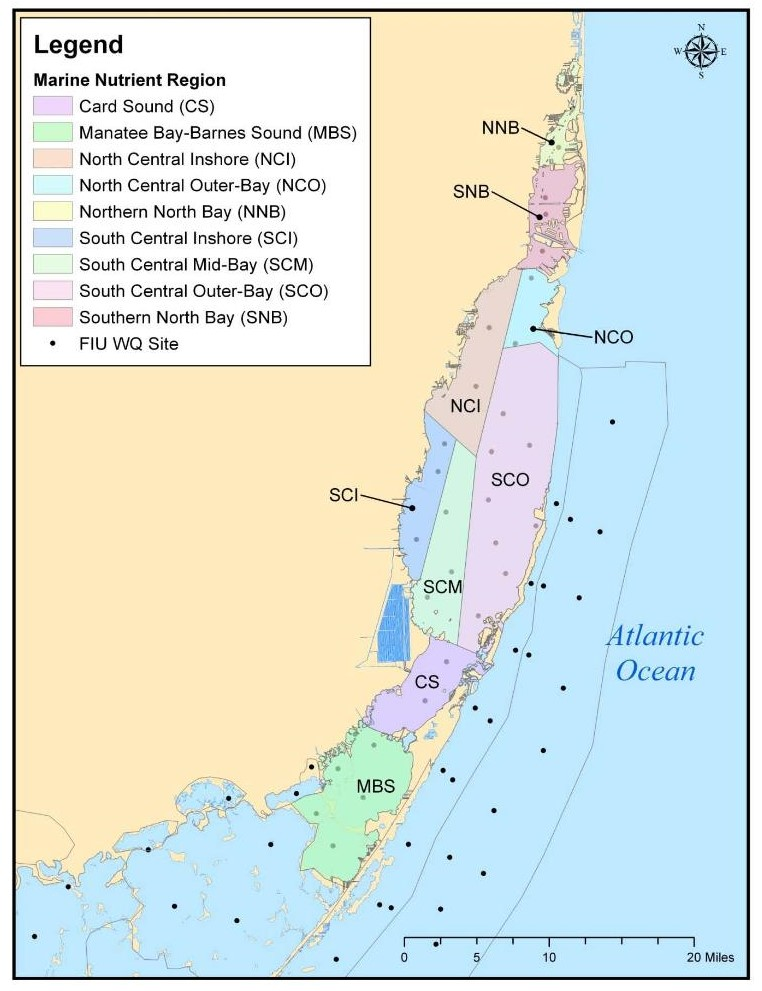 Legend
Marine Nutrient Region
Card Sound (CS)
Manatee Bay-Barnes Sound (MBS)
North Central Inshore (NCI)
North Central Outer-Bay (NCO)
Northern North Bay (NNB)
South Central Inshore (SCI)
South Central Mid-Bay (SCM)
South Central Outer-Bay (SCO)
Southern North Bay (SNB)
FIU WQ Site
N
W E
S
NNB
SNB
NCO
NCI
SCO
SCI
SCM
Atlantic
Ocean
CS
MBS
0 5 10 20 Miles